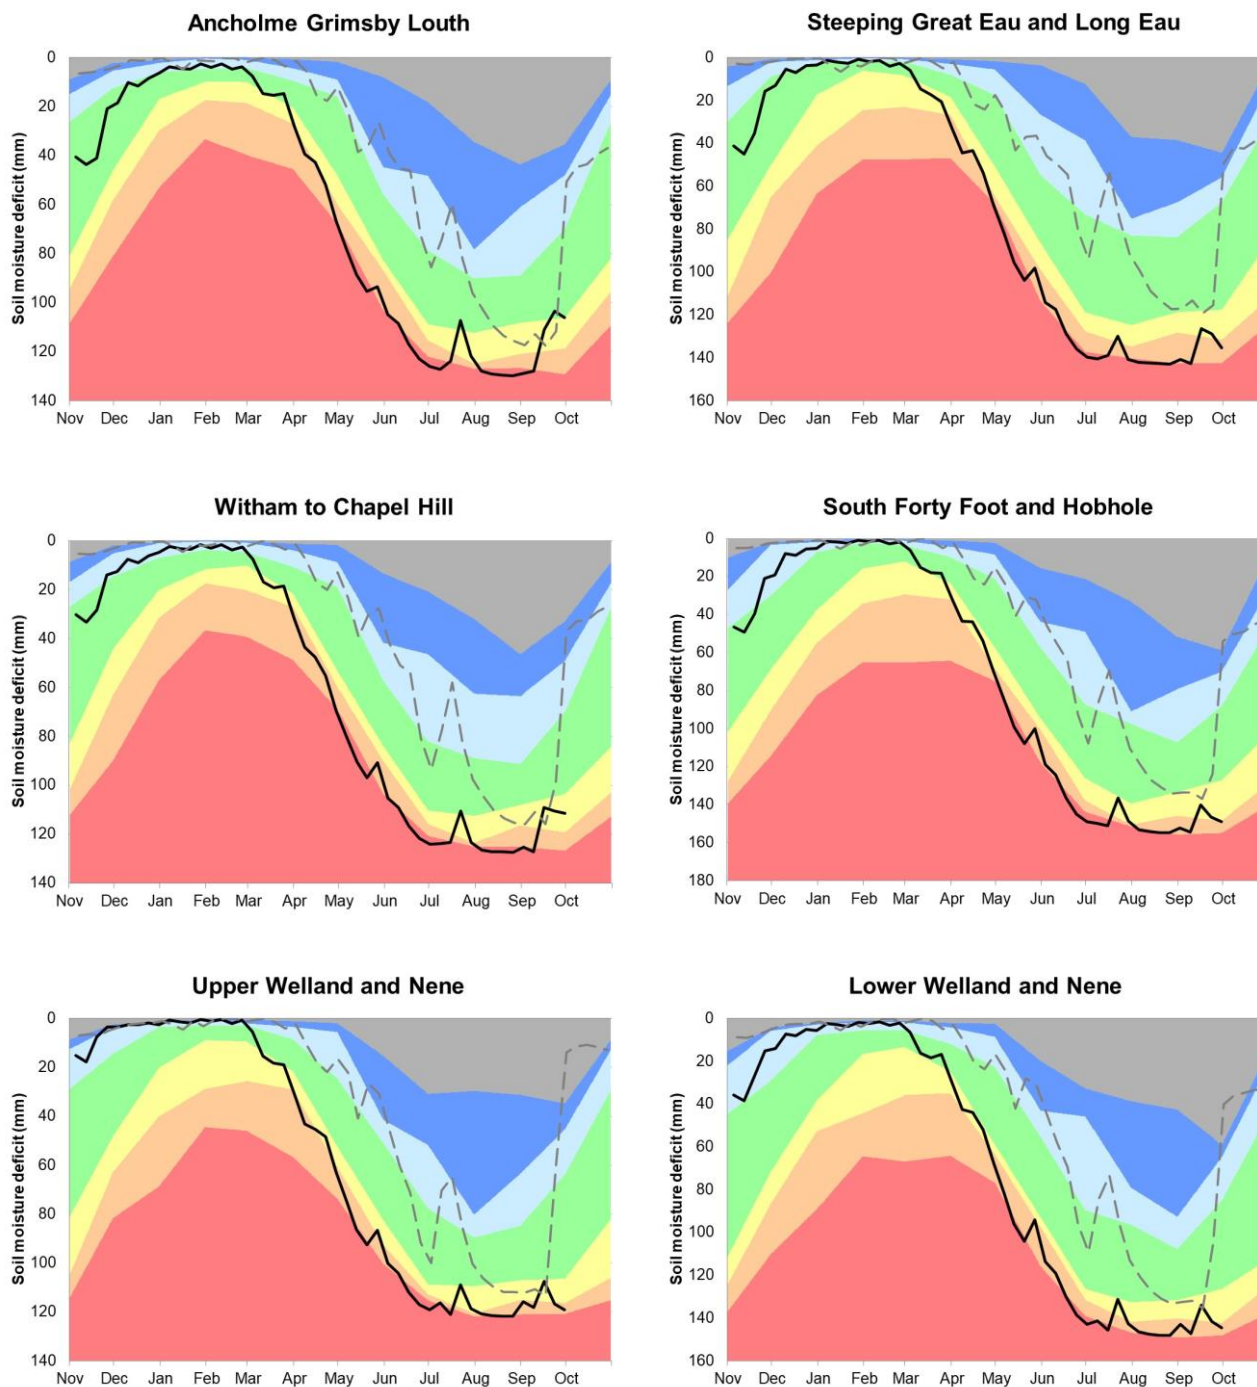 Ancholme Grimsby Louth
Soil moisture deficit (mm)
0
20
40
60
80
100
120
140
Nov Dec Jan Feb Mar Apr May Jun Jul Aug Sep Oct
Steeping Great Eau and Long Eau
Soil moisture deficit (mm)
0
20
40
60
80
100
120
140
160
Nov Dec Jan Feb Mar Apr May Jun Jul Aug Sep Oct
Witham to Chapel Hill
Soil moisture deficit (mm)
0
20
40
60
80
100
120
140
Nov Dec Jan Feb Mar Apr May Jun Jul Aug Sep Oct
South Forty Foot and Hobhole
Soil moisture deficit (mm)
0
20
40
60
80
100
120
140
160
180
Nov Dec Jan Feb Mar Apr May Jun Jul Aug Sep Oct
Upper Welland and Nene
Soil moisture deficit (mm)
0
20
40
60
80
100
120
140
Nov Dec Jan Feb Mar Apr May Jun Jul Aug Sep Oct
Lower Welland and Nene
Soil moisture deficit (mm)
0
20
40
60
80
100
120
140
160
Nov Dec Jan Feb Mar Apr May Jun Jul Aug Sep Oct